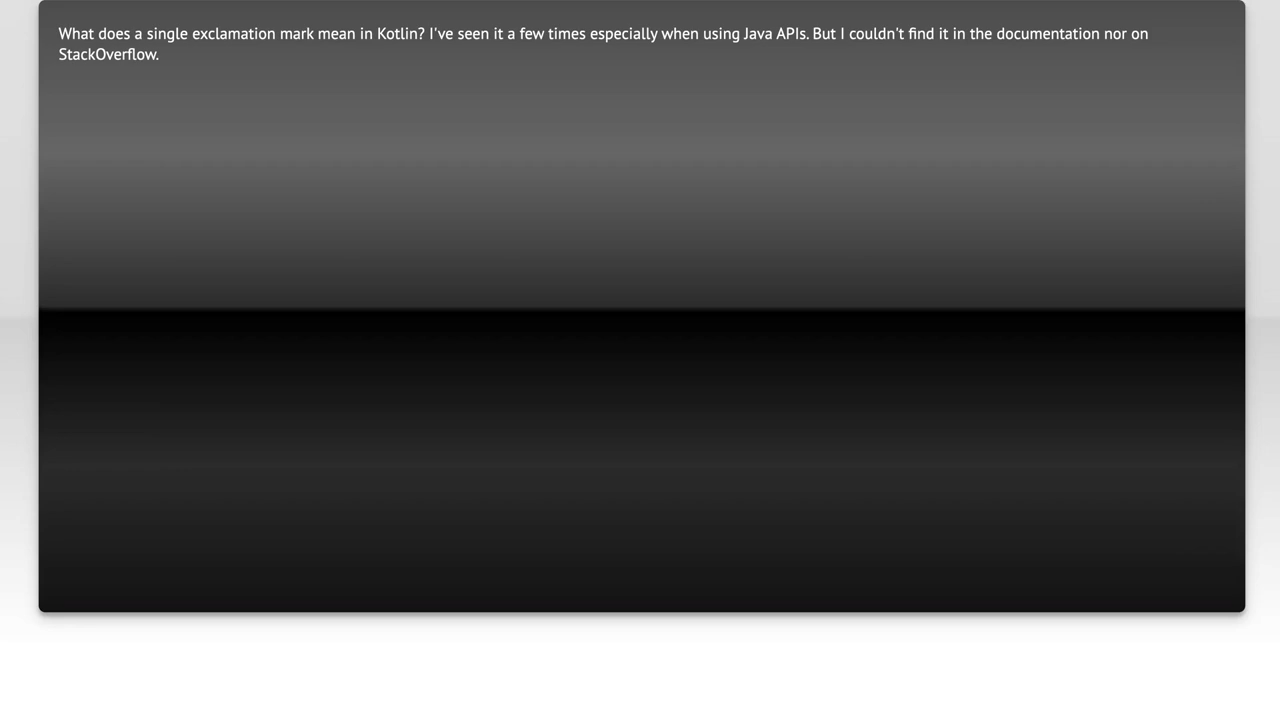 What does a single exclamation mark mean in Kotlin? I've seen it a few times especially when using Java APIs. But I couldn't find it in the documentation nor on
StackOverflow.